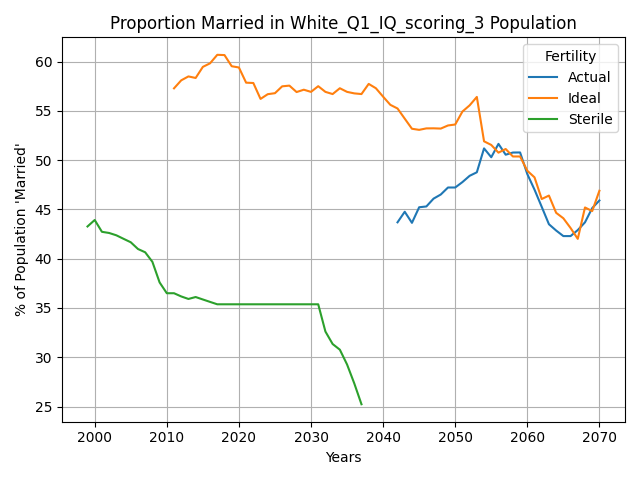 Proportion Married in White_Q1_IQ_scoring_3 Population
% of Population 'Married'
60
55
50
45
40
35
30
25
Fertility
Actual
Ideal
Sterile
2000 2010 2020 2030 2040 2050 2060 2070
Years